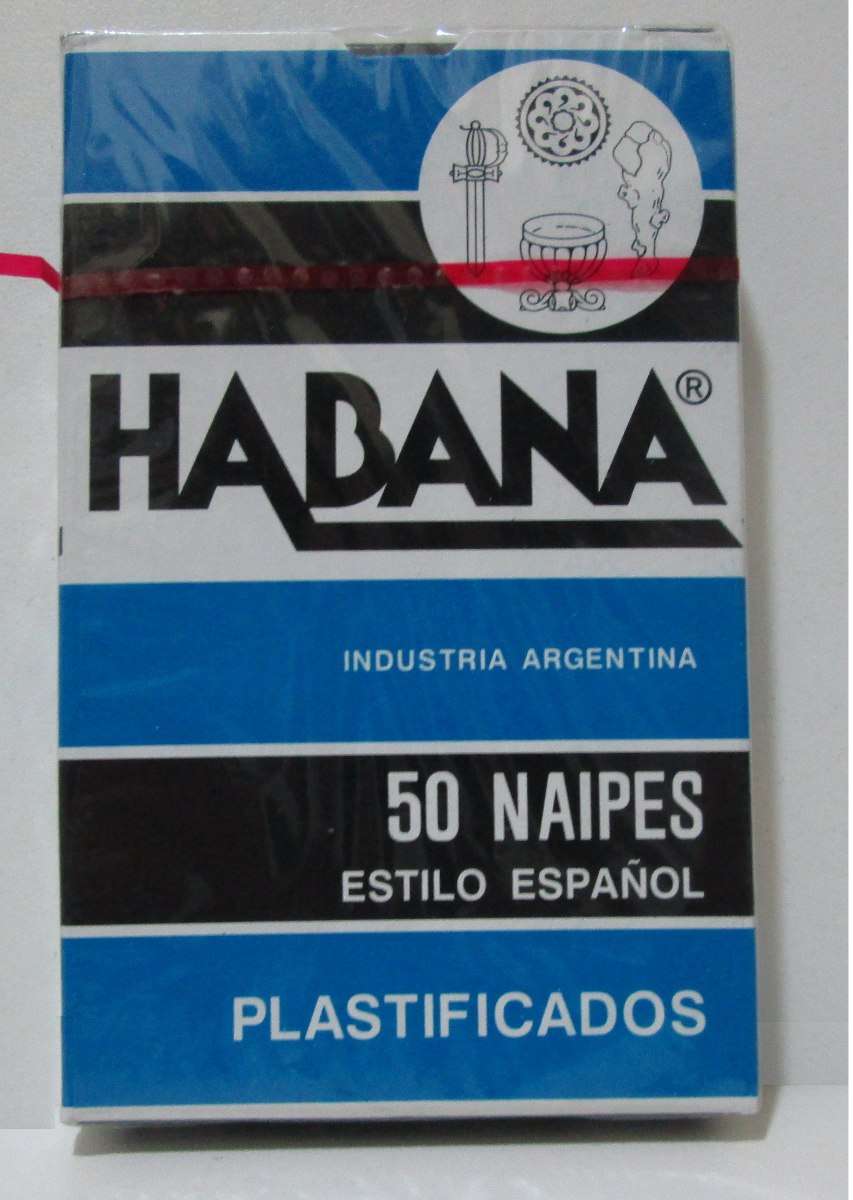 HABANA®
INDUSTRIA ARGENTINA
50 NAIPES
ESTILO ESPAÑOL
PLASTIFICADOS